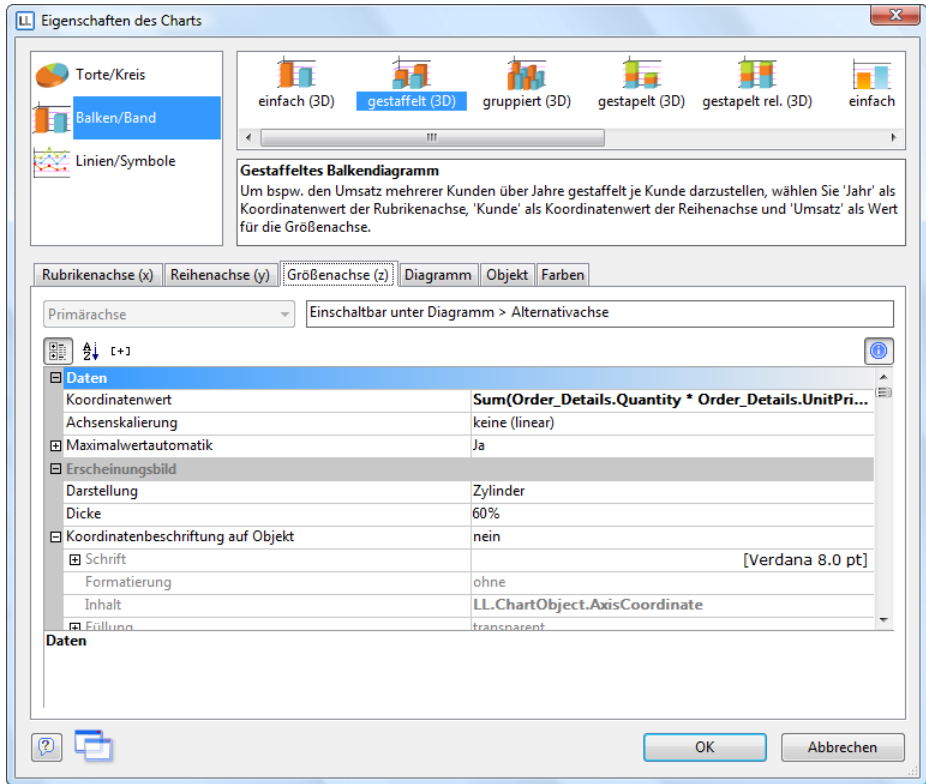 LL Eigenschaften des Charts
Torte/Kreis
Balken/Band
Linien/Symbole
einfach (3D) gestaffelt (3D) gruppiert (3D) gestapelt (3D) gestapelt rel. (3D) einfach
Gestaffeltes Balkendiagramm
Um bspw. den Umsatz mehrerer Kunden über Jahre gestaffelt je Kunde darzustellen, wählen Sie 'Jahr' als
Koordinatenwert der Rubrikenachse, 'Kunde' als Koordinatenwert der Reihenachse und 'Umsatz' als Wert
für die Größenachse.
Rubrikenachse (x) Reihenachse (y) Größenachse (z) Diagramm Objekt Farben
Primärachse Einschaltbar unter Diagramm > Alternativachse
A Z [+]
Daten
Koordinatenwert Sum(Order_Details.Quantity * Order_Details.UnitPri...
Achsenskalierung keine (linear)
Maximalwertautomatik Ja
Erscheinungsbild
Darstellung Zylinder
Dicke 60%
Koordinatenbeschriftung auf Objekt nein
Schrift [Verdana 8.0 pt]
Formatierung ohne
Inhalt LL.ChartObject.AxisCoordinate
Füllung transparent
Daten
OK Abbrechen